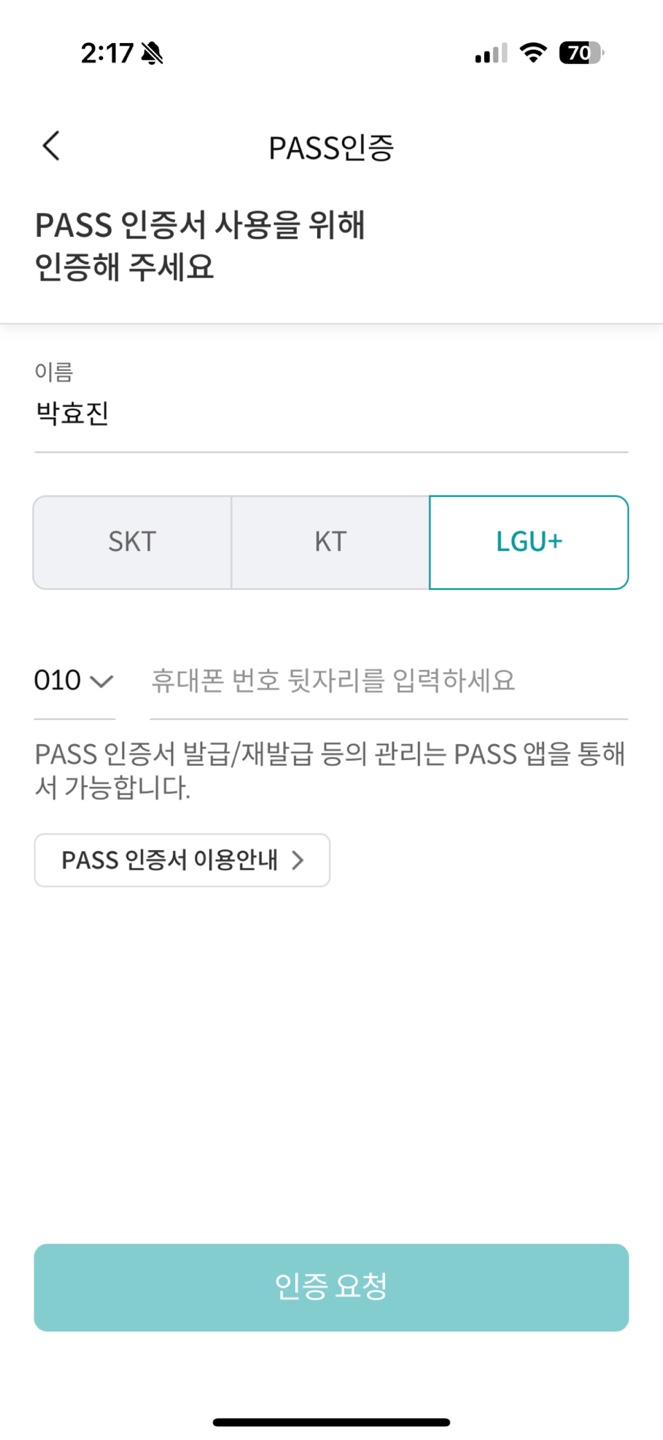 2:17
70
PASS인증
PASS 인증서 사용을 위해
인증해 주세요
이름
박효진
SKT
KT
LGU+
010
휴대폰 번호 뒷자리를 입력하세요
PASS 인증서 발급/재발급 등의 관리는 PASS 앱을 통해
서 가능합니다.
PASS 인증서 이용안내
인증 요청